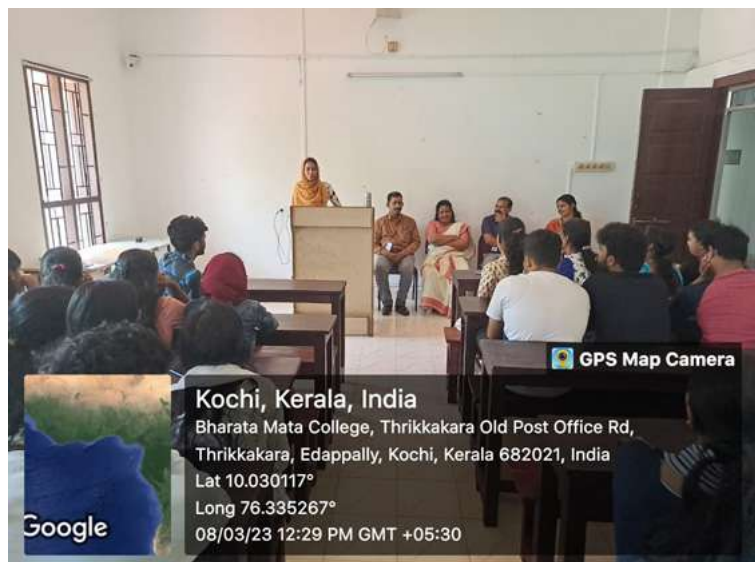 GPS Map Camera
Kochi, Kerala, India
Bharata Mata College, Thrikkakara Old Post Office Rd,
Thrikkakara, Edappally, Kochi, Kerala 682021, India
Lat 10.030117°
Long 76.335267°
08/03/23 12:29 PM GMT +05:30
Google